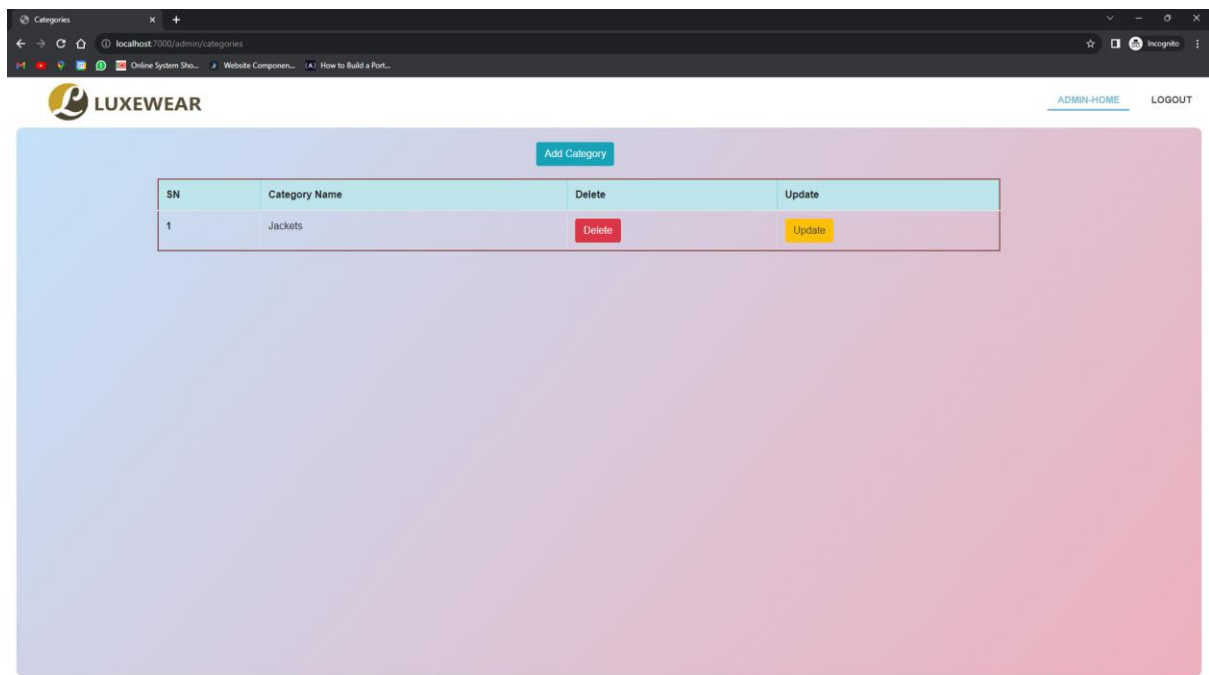 Categories
localhost:7000/admin/categories
Incognito
Online System Sho...
Website Componen...
How to Build a Port...
LUXEWEAR
ADMIN-HOME LOGOUT
Add Category
SN Category Name Delete Update
1 Jackets Delete Update